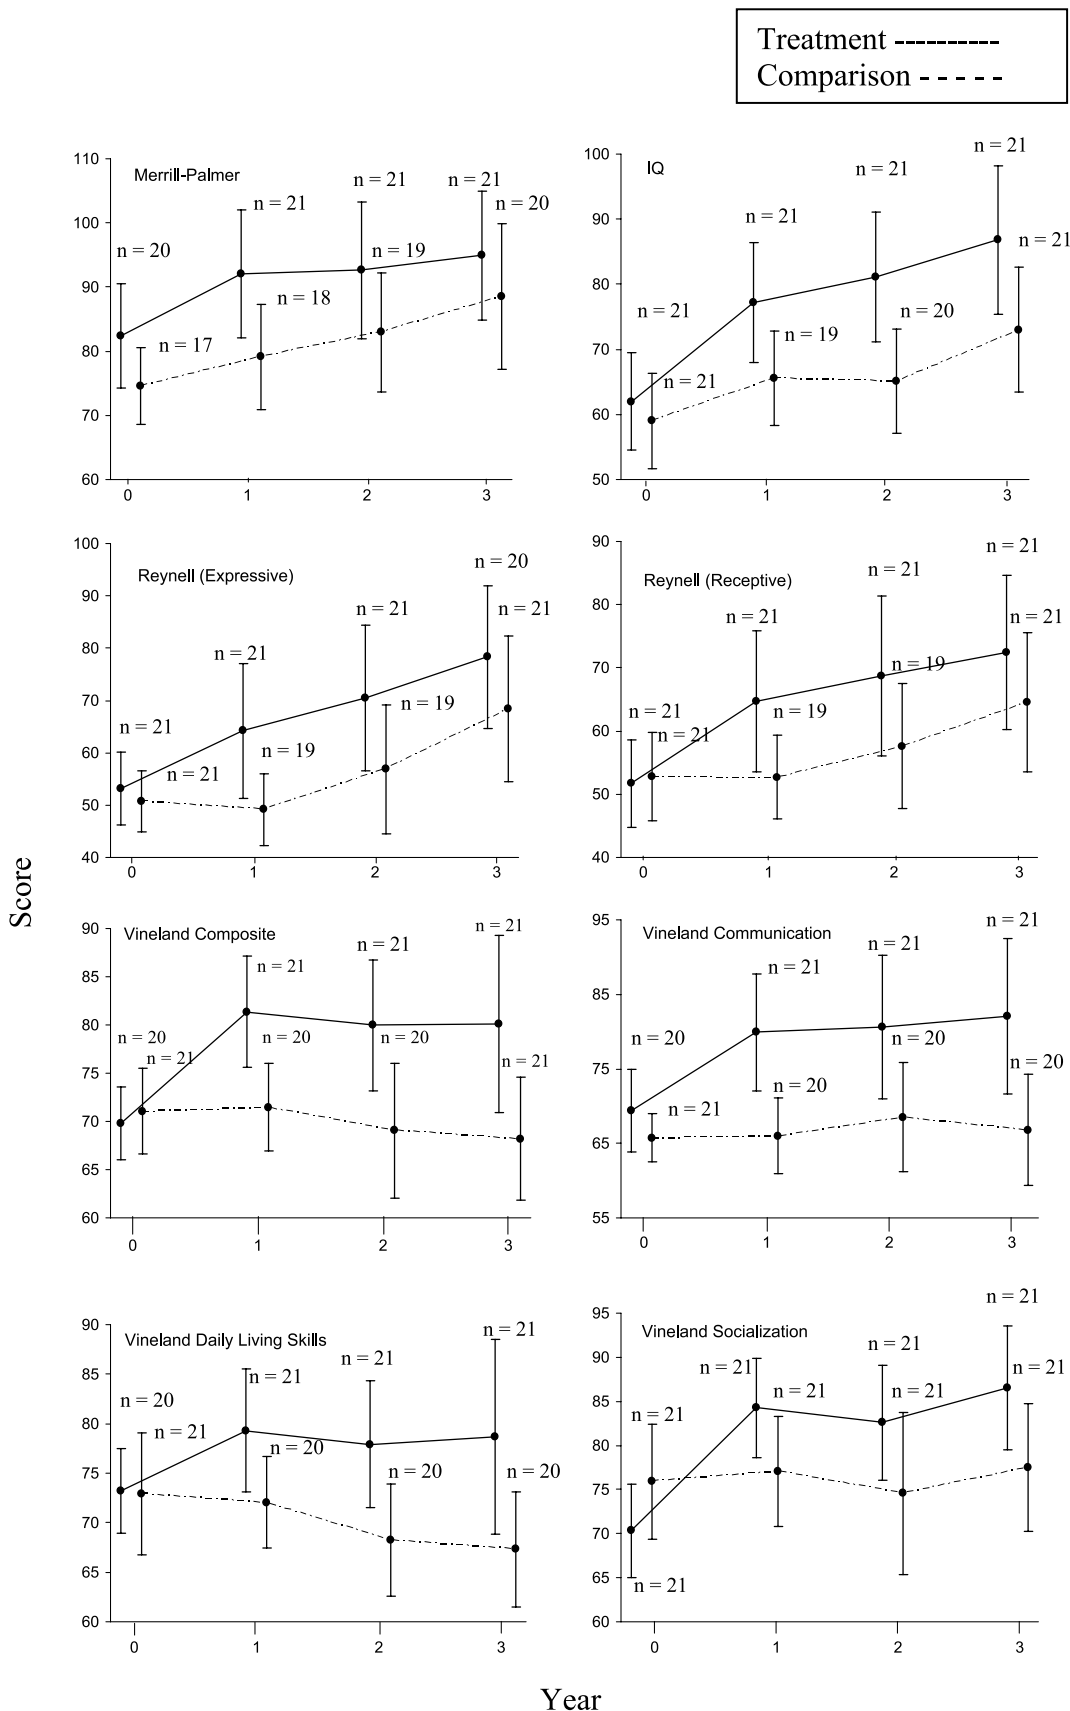 Treatment ----------
Comparison - - - - - -
Merrill-Palmer
110
100
90
80
70
60
n = 20
n = 17
n = 21
n = 18
n = 21
n = 19
n = 21
n = 20
0 1 2 3
IQ
100
90
80
70
60
50
n = 21
n = 21
n = 21
n = 19
n = 21
n = 20
n = 21
n = 21
0 1 2 3
Reynell (Expressive)
100
90
80
70
60
50
40
n = 21
n = 21
n = 21
n = 19
n = 21
n = 19
n = 20
n = 21
0 1 2 3
Reynell (Receptive)
90
80
70
60
50
40
n = 21
n = 21
n = 21
n = 19
n = 21
n = 19
n = 21
n = 21
0 1 2 3
Score
Vineland Composite
90
85
80
75
70
65
60
n = 20
n = 21
n = 21
n = 20
n = 21
n = 20
n = 21
n = 21
0 1 2 3
Vineland Communication
95
85
75
65
55
n = 20
n = 21
n = 21
n = 20
n = 21
n = 20
n = 21
n = 20
0 1 2 3
Vineland Daily Living Skills
90
85
80
75
70
65
60
n = 20
n = 21
n = 21
n = 20
n = 21
n = 20
n = 21
n = 20
0 1 2 3
Vineland Socialization
95
90
85
80
75
70
65
60
n = 21
n = 21
n = 21
n = 21
n = 21
n = 21
n = 21
n = 21
0 1 2 3
Year